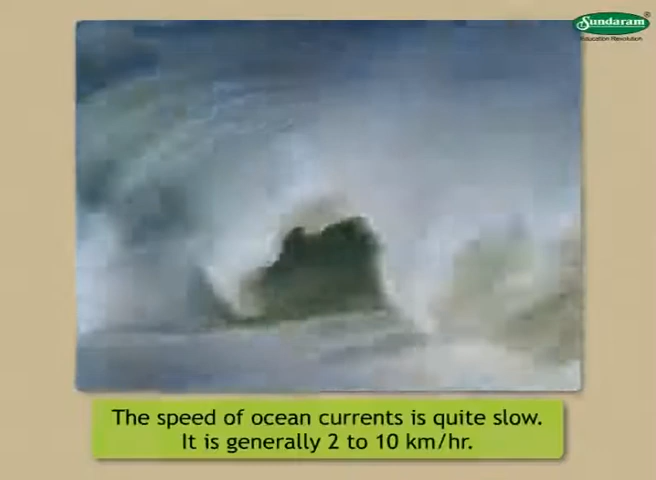 Sundaram
Education Revolution
The speed of ocean currents is quite slow.
It is generally 2 to 10 km/hr.